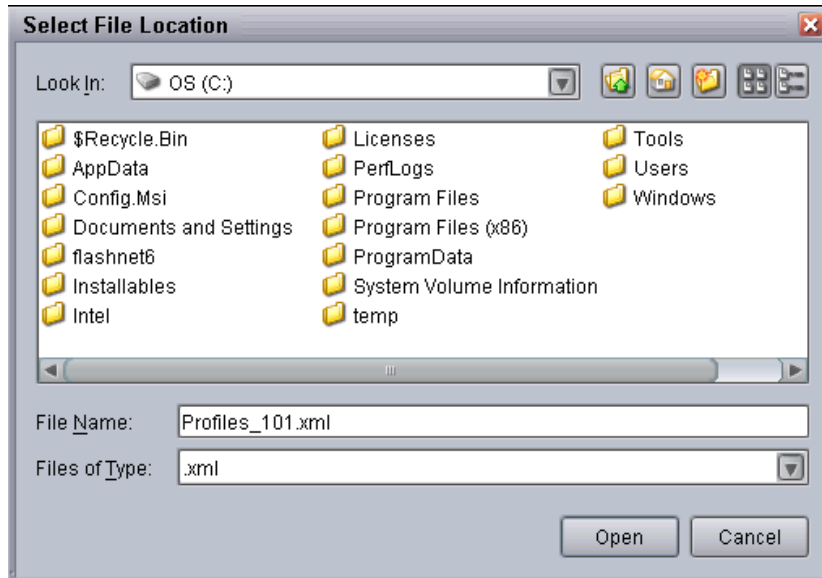 Select File Location
Look In: OS (C:)
$Recycle.Bin
AppData
Config.Msi
Documents and Settings
flashnet6
Installables
Intel
Licenses
PerfLogs
Program Files
Program Files (x86)
ProgramData
System Volume Information
temp
Tools
Users
Windows
File Name: Profiles_101.xml
Files of Type: .xml
Open Cancel